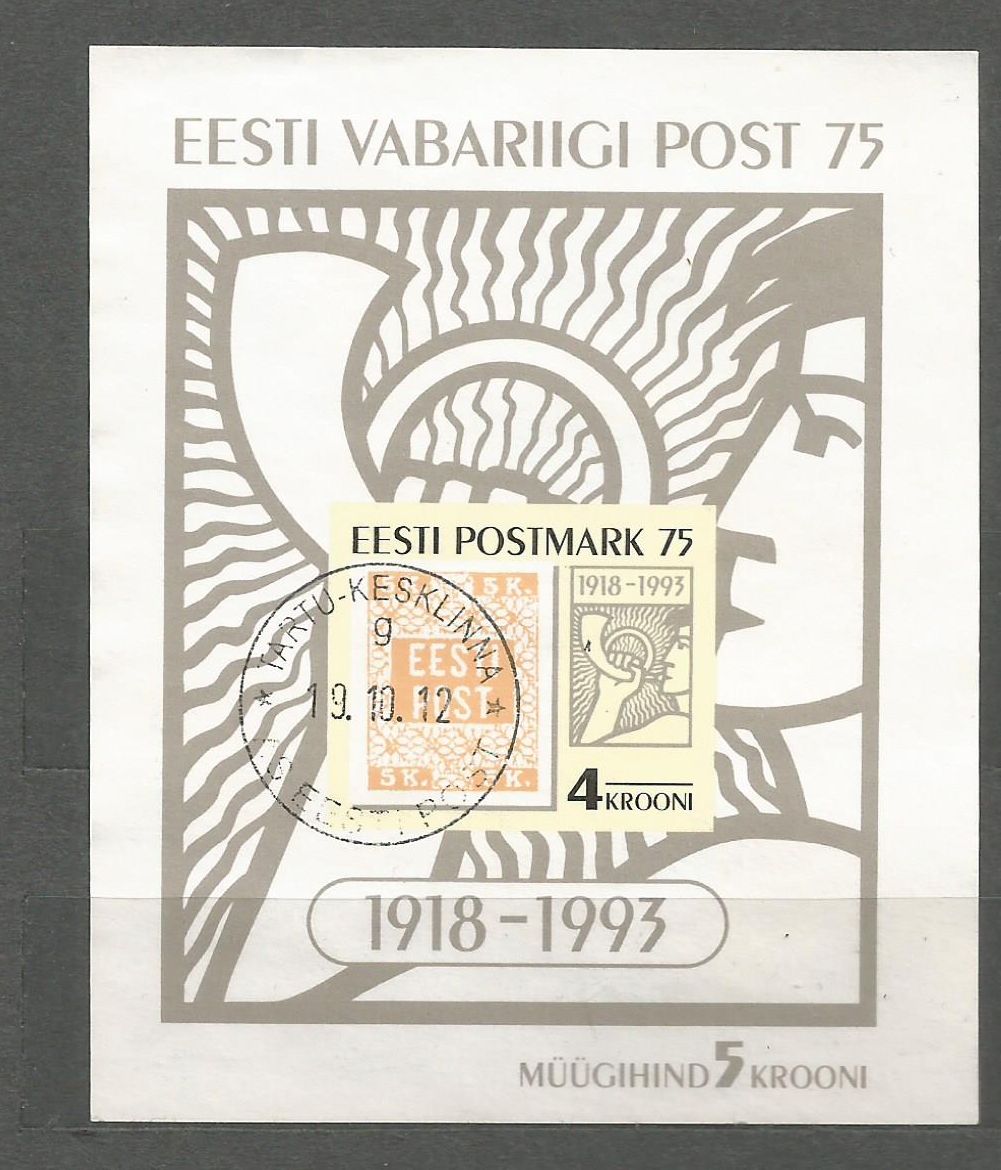 EESTI VABARIIGI POST 75
EESTI POSTMARK 75
5 K.
1918-1993
EESTI
POST
5 K.
K.
4 KROONI
TARTU-KESKLINNA
g
19.10.12
AS EESTI POST
1918-1993
MÜÜGIHIND 5 KROONI